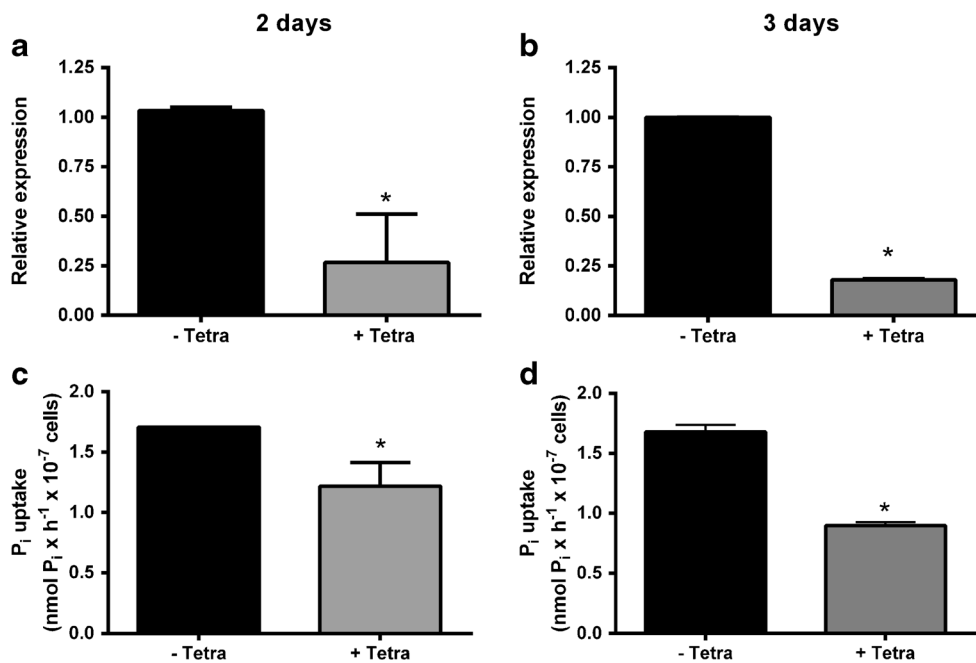 2 days
a
Relative expression
1.25
1.00
0.75
0.50
0.25
0.00
*
- Tetra
+ Tetra
3 days
b
Relative expression
1.25
1.00
0.75
0.50
0.25
0.00
*
- Tetra
+ Tetra
c
Pᵢ uptake
(nmol Pᵢ x h⁻¹ x 10⁻⁷ cells)
2.0
1.5
1.0
0.5
0.0
*
- Tetra
+ Tetra
d
Pᵢ uptake
(nmol Pᵢ x h⁻¹ x 10⁻⁷ cells)
2.0
1.5
1.0
0.5
0.0
*
- Tetra
+ Tetra